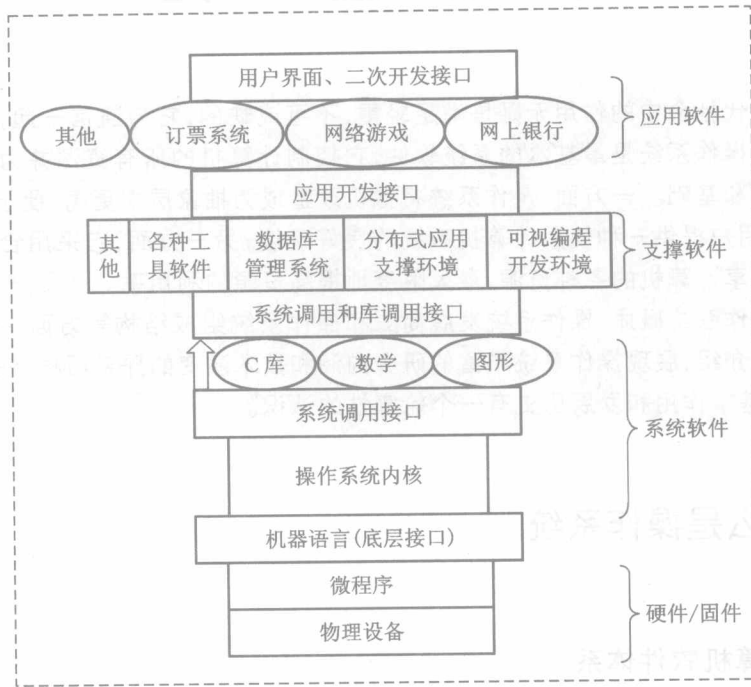 用户界面、二次开发接口
其他
订票系统
网络游戏
网上银行
应用软件
应用开发接口
其他
各种工具软件
数据库管理系统
分布式应用支撑环境
可视编程开发环境
支撑软件
系统调用和库调用接口
C库
数学
图形
系统调用接口
系统软件
操作系统内核
机器语言(底层接口)
微程序
物理设备
硬件/固件